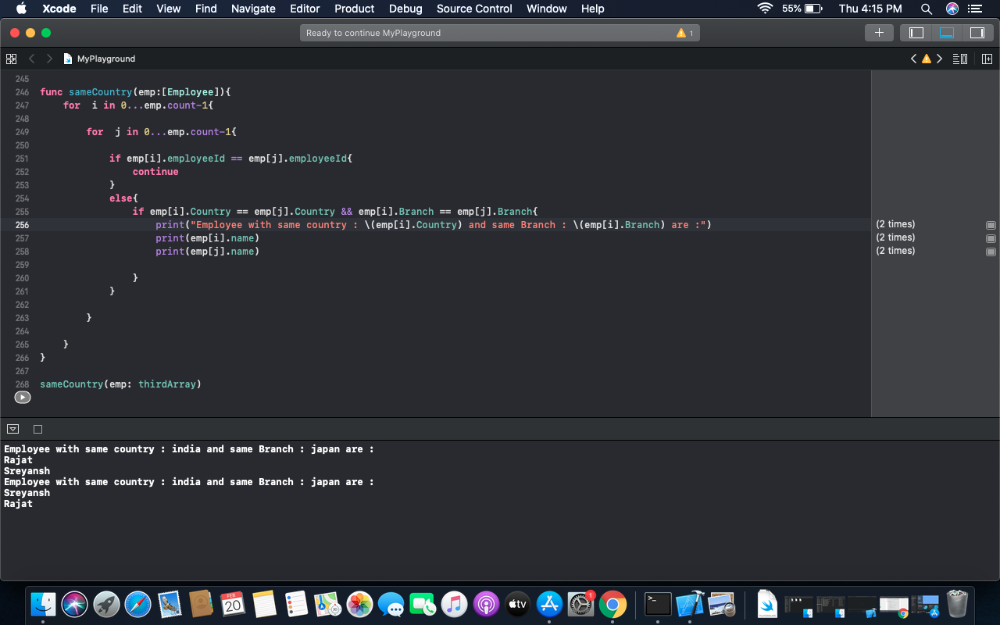 Xcode File Edit View Find Navigate Editor Product Debug Source Control Window Help 55% Thu 4:15 PM
Ready to continue MyPlayground 1
MyPlayground
245
246 func sameCountry(emp:[Employee]){
247 for  i in 0...emp.count-1{
248
249 for  j in 0...emp.count-1{
250
251 if emp[i].employeeId == emp[j].employeeId{
252 continue
253 }
254 else{
255 if emp[i].Country == emp[j].Country && emp[i].Branch == emp[j].Branch{
256 print("Employee with same country : \(emp[i].Country) and same Branch : \(emp[i].Branch) are :") (2 times)
257 print(emp[i].name) (2 times)
258 print(emp[j].name) (2 times)
259
260 }
261 }
262
263 }
264
265 }
266 }
267
268 sameCountry(emp: thirdArray)
Employee with same country : india and same Branch : japan are :
Rajat
Sreyansh
Employee with same country : india and same Branch : japan are :
Sreyansh
Rajat
FEB
20
tv
1
>_